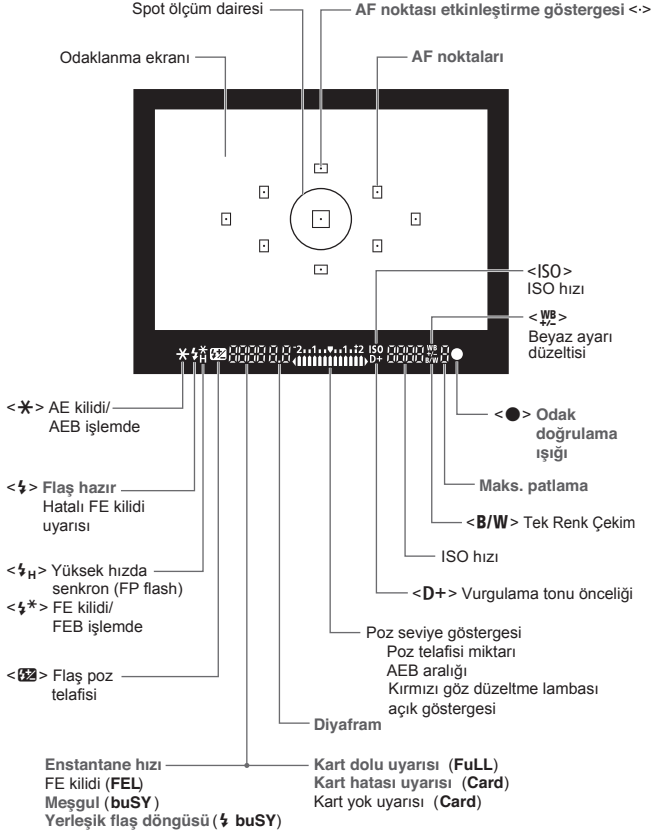 Spot ölçüm dairesi
AF noktası etkinleştirme göstergesi <·>
Odaklanma ekranı
AF noktaları
<ISO>
ISO hızı
<WB +/->
Beyaz ayarı
düzeltisi
<●> Odak
doğrulama
ışığı
Maks. patlama
<B/W> Tek Renk Çekim
ISO hızı
<D+> Vurgulama tonu önceliği
Poz seviye göstergesi
Poz telafisi miktarı
AEB aralığı
Kırmızı göz düzeltme lambası
açık göstergesi
Diyafram
<✱> AE kilidi/
AEB işlemde
<⚡> Flaş hazır
Hatalı FE kilidi
uyarısı
<⚡H> Yüksek hızda
senkron (FP flash)
<⚡*> FE kilidi/
FEB işlemde
<⚡±> Flaş poz
telafisi
Enstantane hızı
FE kilidi (FEL)
Meşgul (buSY)
Yerleşik flaş döngüsü (⚡ buSY)
Kart dolu uyarısı (FuLL)
Kart hatası uyarısı (Card)
Kart yok uyarısı (Card)